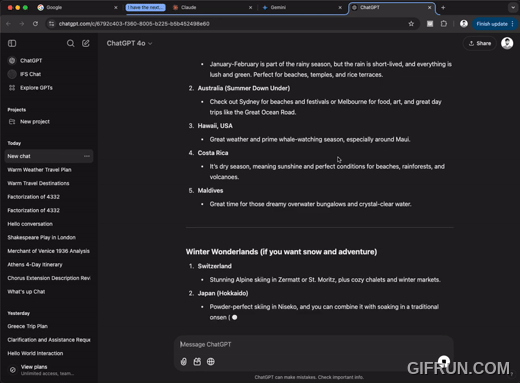 Google
I have the next...
Claude
Gemini
ChatGPT
chatgpt.com/c/6792c403-f360-8005-b225-b5b452498e60
Finish update
ChatGPT 4o
Share
ChatGPT
IFS Chat
Explore GPTs
Projects
New project
Today
New chat
Warm Weather Travel Plan
Warm Travel Destinations
Factorization of 4332
Factorization of 4332
Hello conversation
Shakespeare Play in London
Merchant of Venice 1936 Analysis
Athens 4-Day Itinerary
Chorus Extension Description Revi
What's up Chat
Yesterday
Greece Trip Plan
Clarification and Assistance Reque
Hello World Interaction
View plans
Unlimited access, team...
January-February is part of the rainy season, but the rain is short-lived, and everything is
lush and green. Perfect for beaches, temples, and rice terraces.
2. Australia (Summer Down Under)
Check out Sydney for beaches and festivals or Melbourne for food, art, and great day
trips like the Great Ocean Road.
3. Hawaii, USA
Great weather and prime whale-watching season, especially around Maui.
4. Costa Rica
It's dry season, meaning sunshine and perfect conditions for beaches, rainforests, and
volcanoes.
5. Maldives
Great time for those dreamy overwater bungalows and crystal-clear water.
Winter Wonderlands (if you want snow and adventure)
1. Switzerland
Stunning Alpine skiing in Zermatt or St. Moritz, plus cozy chalets and winter markets.
2. Japan (Hokkaido)
Powder-perfect skiing in Niseko, and you can combine it with soaking in a traditional
onsen (
Message ChatGPT
ChatGPT can make mistakes. Check important info.
GIFRUN.COM